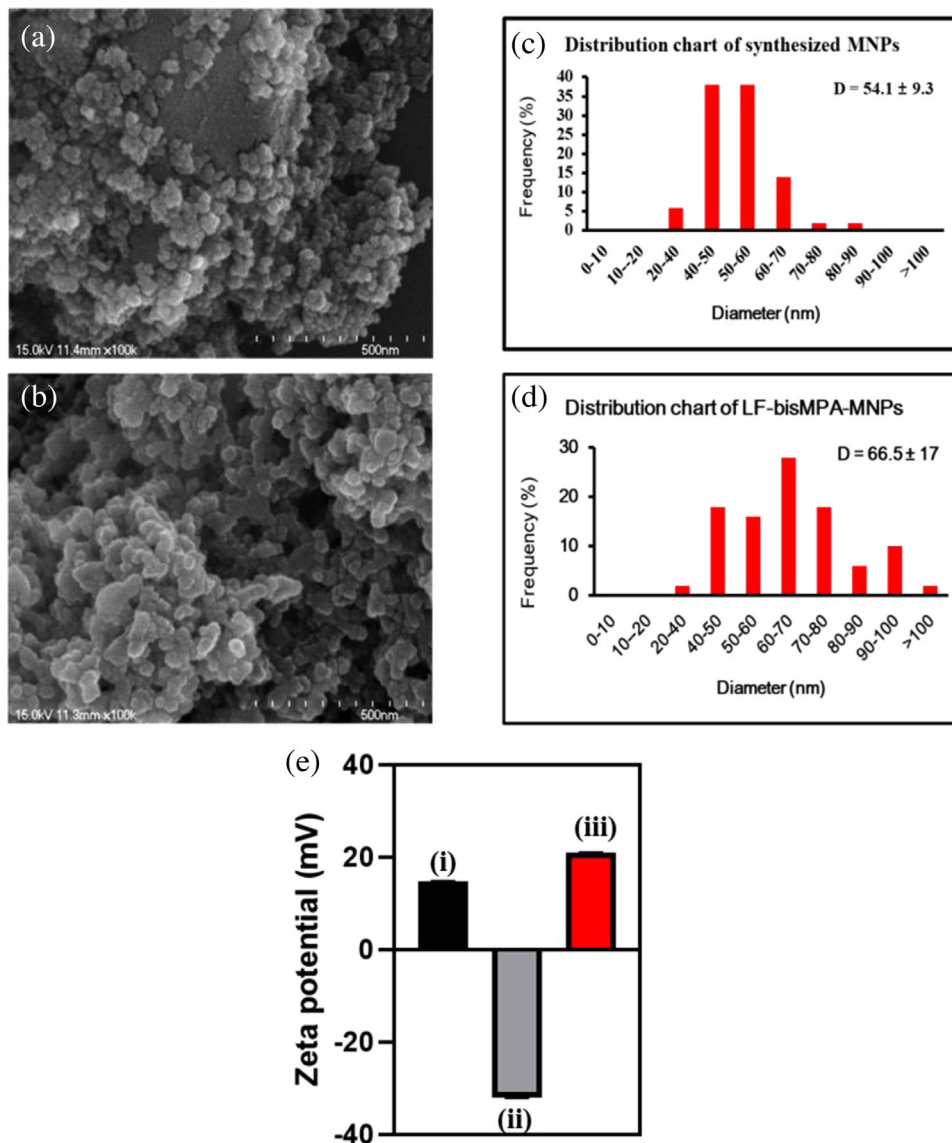 (a)
15.0kV 11.4mm x100k 500nm
(b)
15.0kV 11.3mm x100k 500nm
(c)
Distribution chart of synthesized MNPs
D = 54.1 ± 9.3
Frequency (%)
40
35
30
25
20
15
10
5
0
0-10 10--20 20-40 40-50 50-60 60-70 70-80 80-90 90-100 >100
Diameter (nm)
(d)
Distribution chart of LF-bisMPA-MNPs
D = 66.5 ± 17
Frequency (%)
30
20
10
0
0-10 10--20 20-40 40-50 50-60 60-70 70-80 80-90 90-100 >100
Diameter (nm)
(e)
Zeta potential (mV)
40
20
0
-20
-40
(i)
(ii)
(iii)